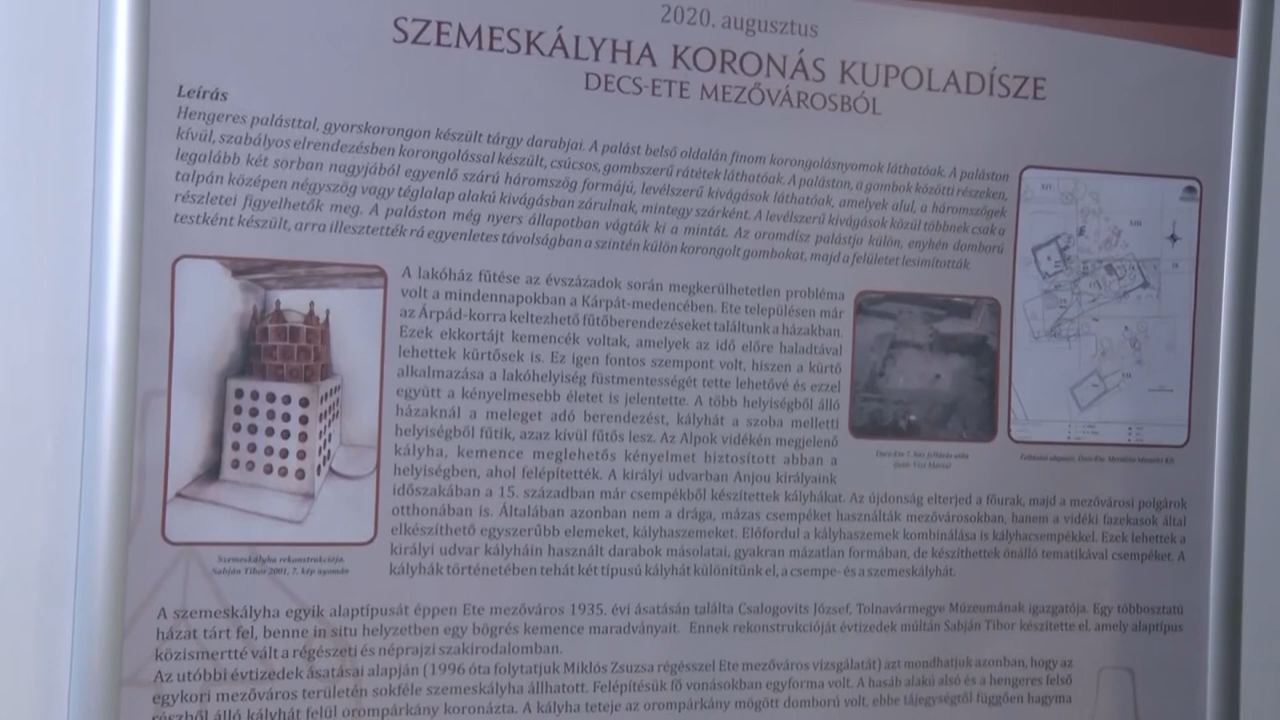 2020. augusztus
SZEMESKÁLYHA KORONÁS KUPOLADÍSZE
DECS-ETE MEZŐVÁROSBÓL
Leírás
Hengeres palásttal, gyorskorongon készült tárgy darabjai. A palást belső oldalán finom korongolásnyomok láthatóak. A paláston
kívül, szabályos elrendezésben korongolással készült, csúcsos, gombszerű rátétek láthatóak. A paláston, a gombok közötti részeken,
legalább két sorban nagyjából egyenlő szárú háromszög formájú, levélszerű kivágások láthatóak, amelyek alul, a háromszögek
talpán középen négyszög vagy téglalap alakú kivágásban zárulnak, mintegy szárként. A levélszerű kivágások közül többnek csak a
részletei figyelhetők meg. A paláston még nyers állapotban vágták ki a mintát. Az oromdísz palástja külön, enyhén domború
testként készült, arra illesztették rá egyenletes távolságban a szintén külön korongolt gombokat, majd a felületet lesimították.
A lakóház fűtése az évszázadok során megkerülhetetlen probléma
volt a mindennapokban a Kárpát-medencében. Ete településen már
az Árpád-korra keltezhető fűtőberendezéseket találtunk a házakban.
Ezek ekkortájt kemencék voltak, amelyek az idő előre haladtával
lehettek kürtősek is. Ez igen fontos szempont volt, hiszen a kürtő
alkalmazása a lakóhelyiség füstmentességét tette lehetővé és ezzel
együtt a kényelmesebb életet is jelentette. A több helyiségből álló
házaknál a meleget adó berendezést, kályhát a szoba melletti
helyiségből fűtik, azaz kívül fűtős lesz. Az Alpok vidékén megjelenő
kályha, kemence meglehetős kényelmet biztosított abban a
helyiségben, ahol felépítették. A királyi udvarban Anjou királyaink
időszakában a 15. században már csempékből készítettek kályhákat. Az újdonság elterjed a főurak, majd a mezővárosi polgárok
otthonában is. Általában azonban nem a drága, mázas csempéket használták mezővárosokban, hanem a vidéki fazekasok által
elkészíthető egyszerűbb elemeket, kályhaszemeket. Előfordul a kályhaszemek kombinálása is kályhacsempékkel. Ezek lehettek a
királyi udvar kályháin használt darabok másolatai, gyakran mázatlan formában, de készíthettek önálló tematikával csempéket. A
kályhák történetében tehát két típusú kályhát különítünk el, a csempe- és a szemeskályhát.
Szemeskályha rekonstrukciója.
Sabján Tibor 2001, 7. kép nyomán
A szemeskályha egyik alaptípusát éppen Ete mezőváros 1935. évi ásatásán találta Csalogovits József, Tolnavármegye Múzeumának igazgatója. Egy többosztatú
házat tárt fel, benne in situ helyzetben egy bögrés kemence maradványait. Ennek rekonstrukcióját évtizedek múltán Sabján Tibor készítette el, amely alaptípus
közismertté vált a régészeti és néprajzi szakirodalomban.
Az utóbbi évtizedek ásatásai alapján (1996 óta folytatjuk Miklós Zsuzsa régésszel Ete mezőváros vizsgálatát) azt mondhatjuk azonban, hogy az
egykori mezőváros területén sokféle szemeskályha állhatott. Felépítésük fő vonásokban egyforma volt. A hasáb alakú alsó és a hengeres felső
részből álló kályhát felül orompárkány koronázta. A kályha teteje az orompárkány mögött domború volt, ebbe tájegységtől függően hagyma